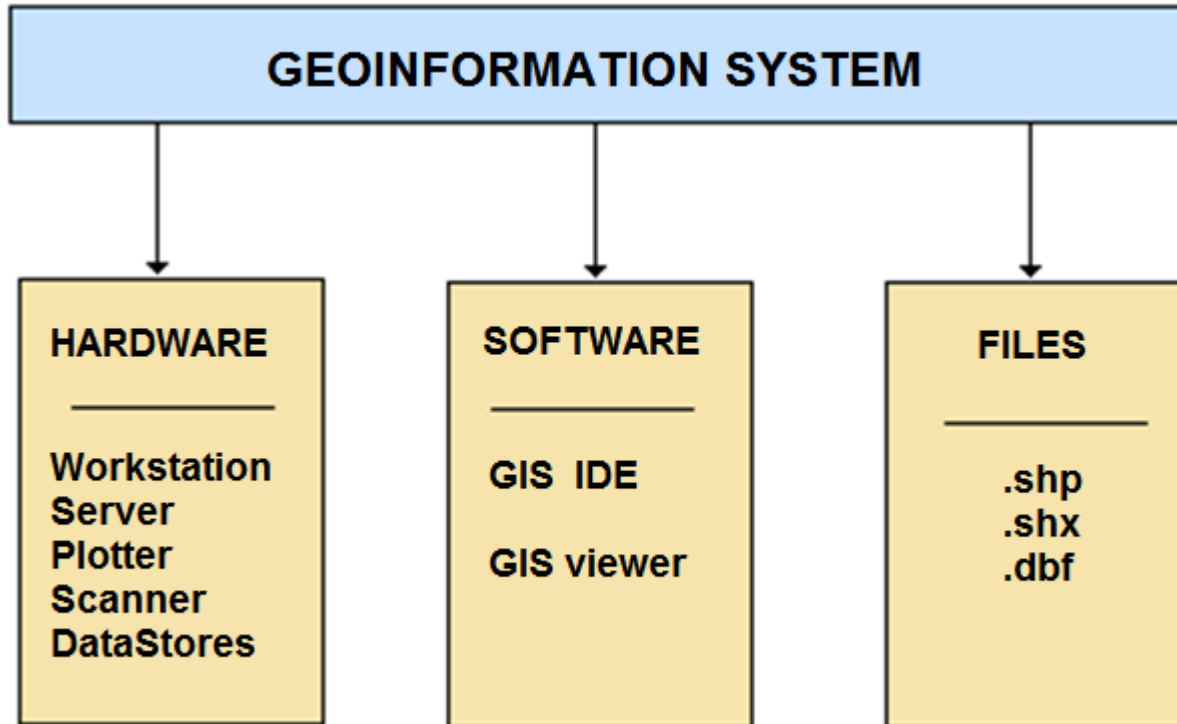 GEOINFORMATION SYSTEM
HARDWARE
Workstation
Server
Plotter
Scanner
DataStores
SOFTWARE
GIS IDE
GIS viewer
FILES
.shp
.shx
.dbf